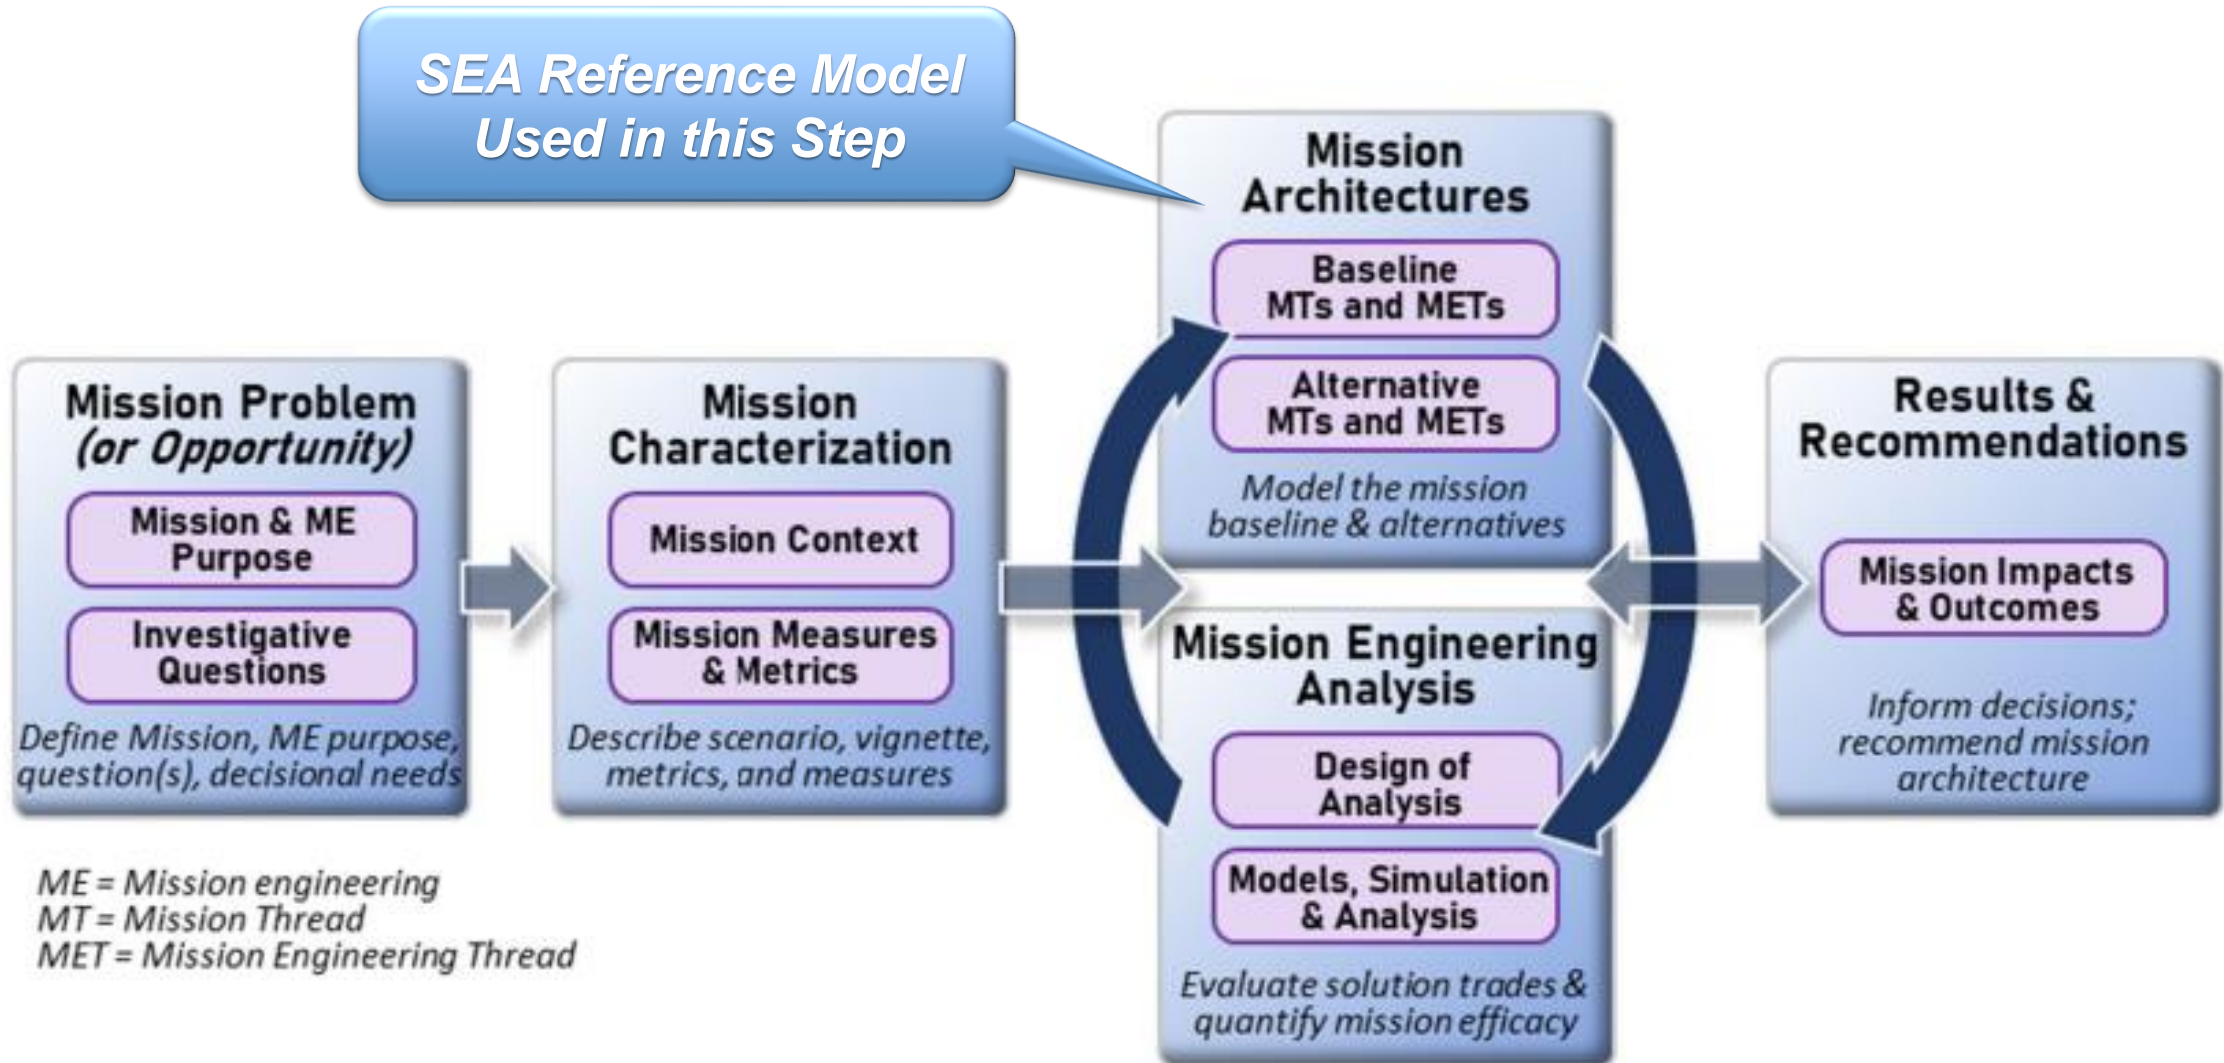 SEA Reference Model
Used in this Step
Mission Problem
(or Opportunity)
Mission & ME
Purpose
Investigative
Questions
Define Mission, ME purpose,
question(s), decisional needs
Mission
Characterization
Mission Context
Mission Measures
& Metrics
Describe scenario, vignette,
metrics, and measures
Mission
Architectures
Baseline
MTs and METs
Alternative
MTs and METs
Model the mission
baseline & alternatives
Mission Engineering
Analysis
Design of
Analysis
Models, Simulation
& Analysis
Evaluate solution trades &
quantify mission efficacy
Results &
Recommendations
Mission Impacts
& Outcomes
Inform decisions;
recommend mission
architecture
ME = Mission engineering
MT = Mission Thread
MET = Mission Engineering Thread